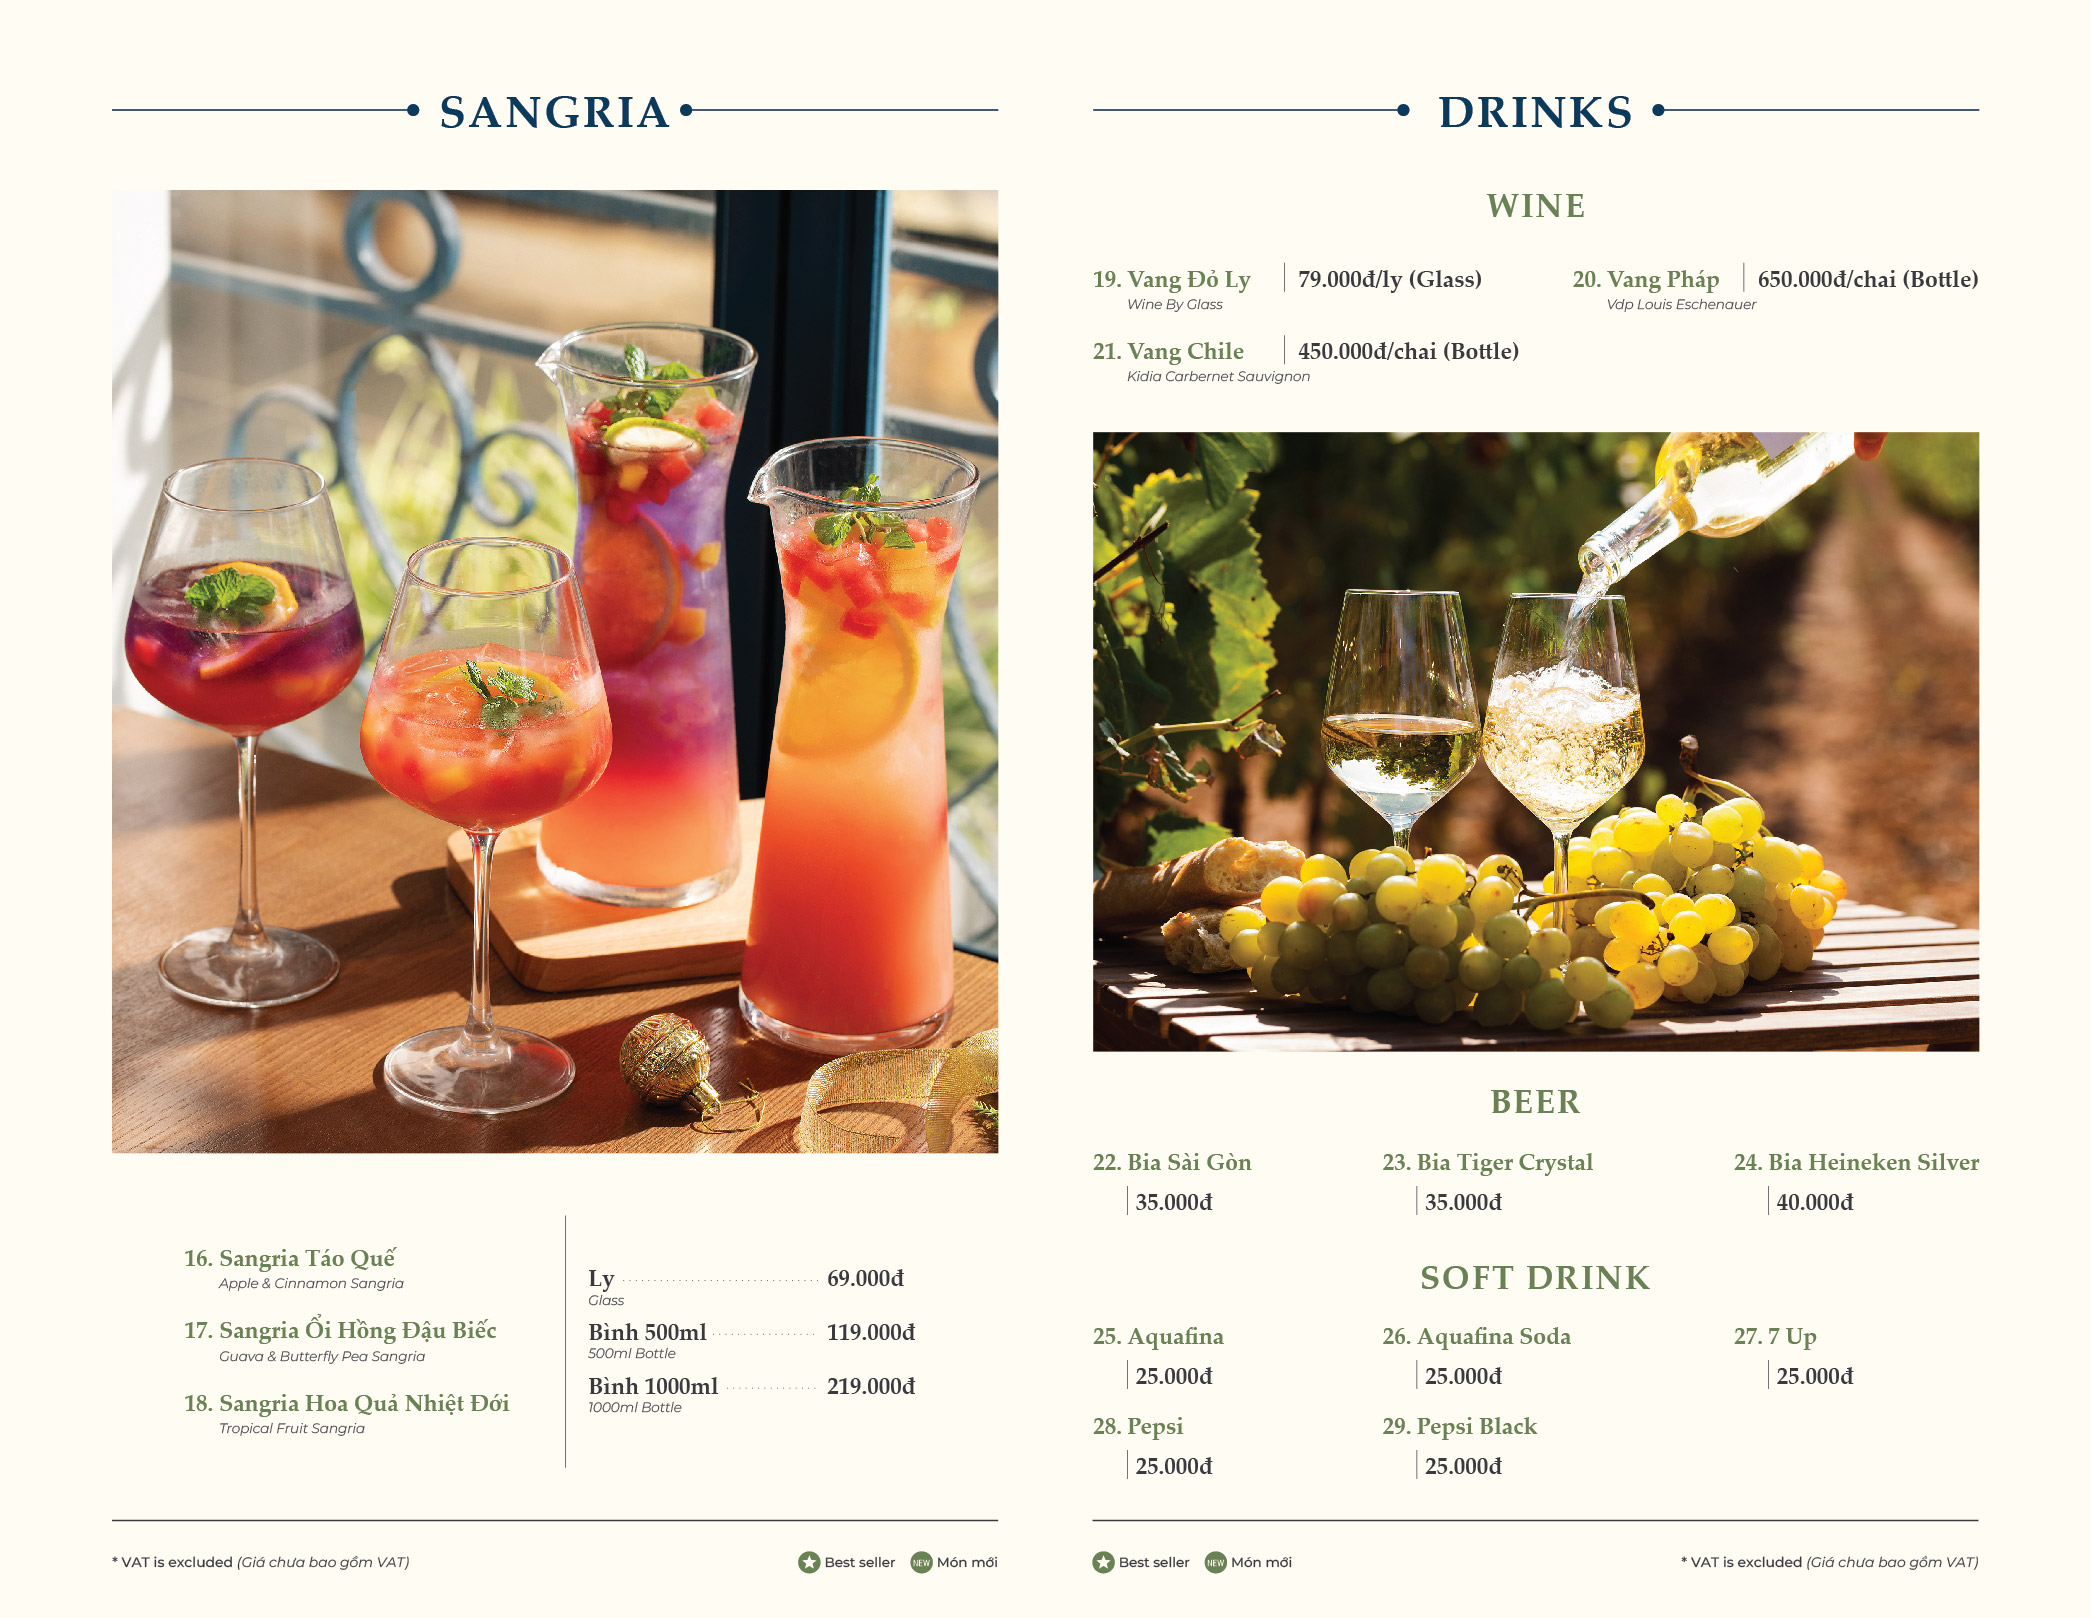 SANGRIA
16. Sangria Táo Quế
Apple & Cinnamon Sangria
17. Sangria Ổi Hồng Đậu Biếc
Guava & Butterfly Pea Sangria
18. Sangria Hoa Quả Nhiệt Đới
Tropical Fruit Sangria
Ly 69.000đ
Glass
Bình 500ml 119.000đ
500ml Bottle
Bình 1000ml 219.000đ
1000ml Bottle
* VAT is excluded (Giá chưa bao gồm VAT)
Best seller NEW Món mới
DRINKS
WINE
19. Vang Đỏ Ly 79.000đ/ly (Glass)
Wine By Glass
20. Vang Pháp 650.000đ/chai (Bottle)
Vdp Louis Eschenauer
21. Vang Chile 450.000đ/chai (Bottle)
Kidia Carbernet Sauvignon
BEER
22. Bia Sài Gòn
35.000đ
23. Bia Tiger Crystal
35.000đ
24. Bia Heineken Silver
40.000đ
SOFT DRINK
25. Aquafina
25.000đ
26. Aquafina Soda
25.000đ
27. 7 Up
25.000đ
28. Pepsi
25.000đ
29. Pepsi Black
25.000đ
Best seller NEW Món mới
* VAT is excluded (Giá chưa bao gồm VAT)